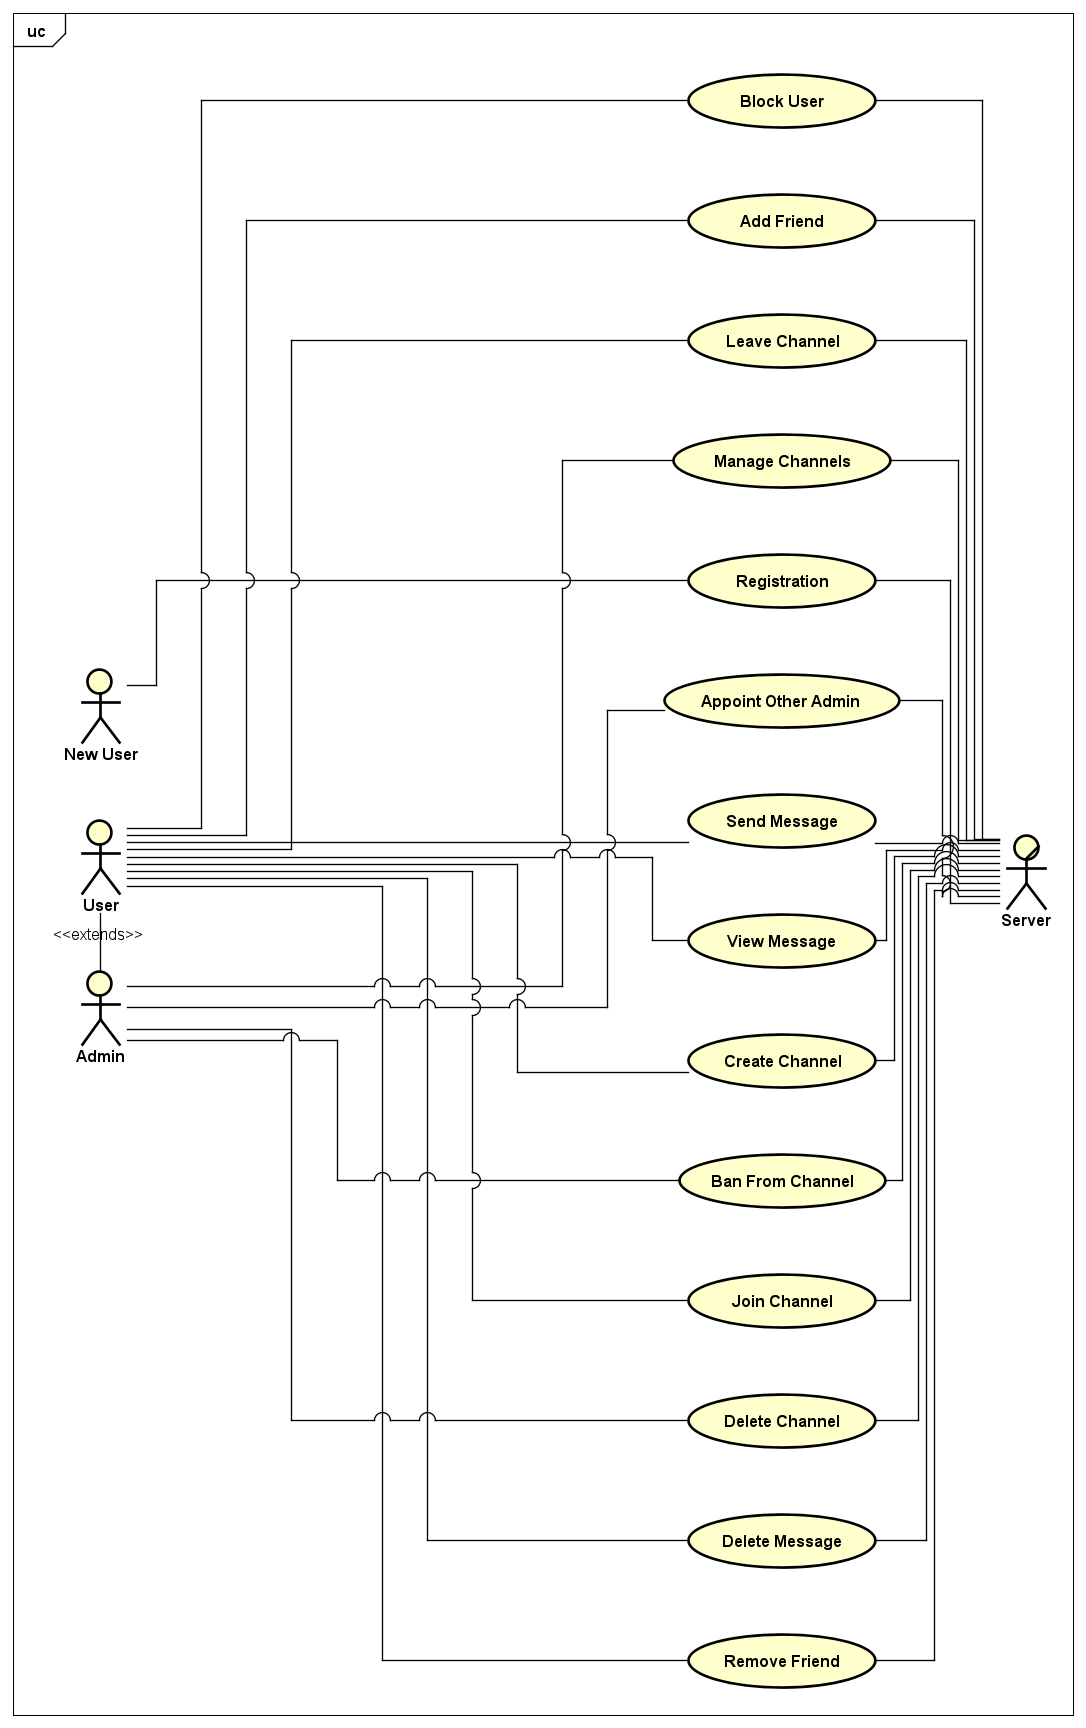 uc
Block User
Add Friend
Leave Channel
Manage Channels
Registration
Appoint Other Admin
New User
Send Message
User
Server
<<extends>>
View Message
Admin
Create Channel
Ban From Channel
Join Channel
Delete Channel
Delete Message
Remove Friend